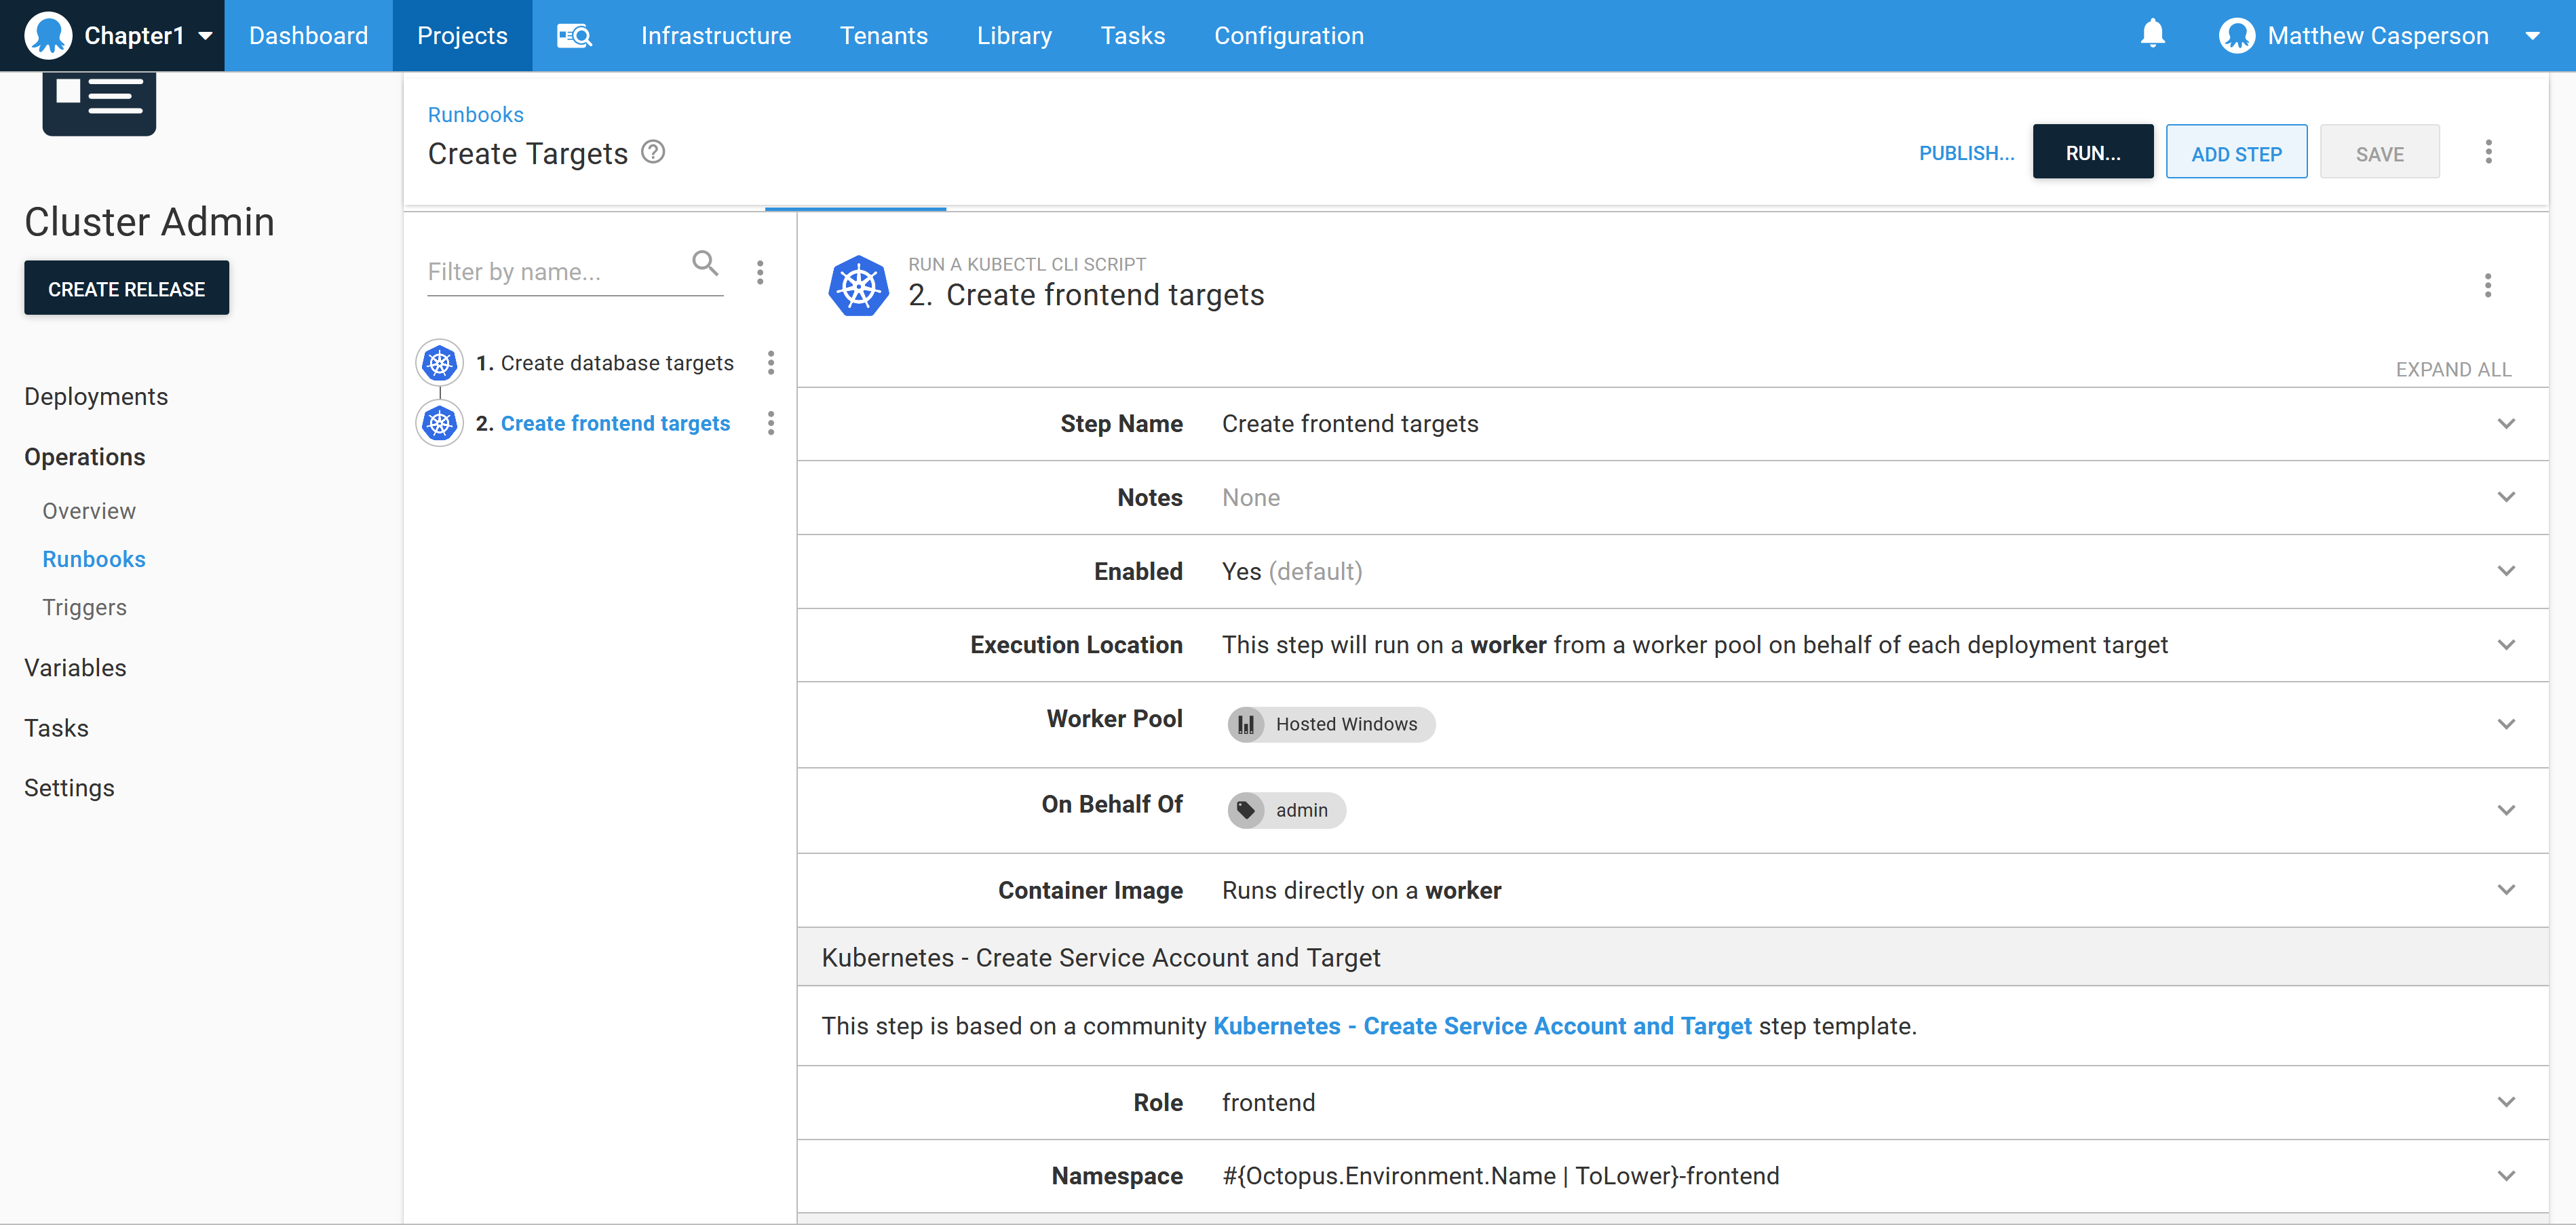 Chapter1 Dashboard Projects Infrastructure Tenants Library Tasks Configuration Matthew Casperson
Cluster Admin
CREATE RELEASE
Deployments
Operations
Overview
Runbooks
Triggers
Variables
Tasks
Settings
Runbooks
Create Targets ?
PUBLISH... RUN... ADD STEP SAVE
Filter by name...
1. Create database targets
2. Create frontend targets
RUN A KUBECTL CLI SCRIPT
2. Create frontend targets
EXPAND ALL
Step Name Create frontend targets
Notes None
Enabled Yes (default)
Execution Location This step will run on a worker from a worker pool on behalf of each deployment target
Worker Pool Hosted Windows
On Behalf Of admin
Container Image Runs directly on a worker
Kubernetes - Create Service Account and Target
This step is based on a community Kubernetes - Create Service Account and Target step template.
Role frontend
Namespace #{Octopus.Environment.Name | ToLower}-frontend